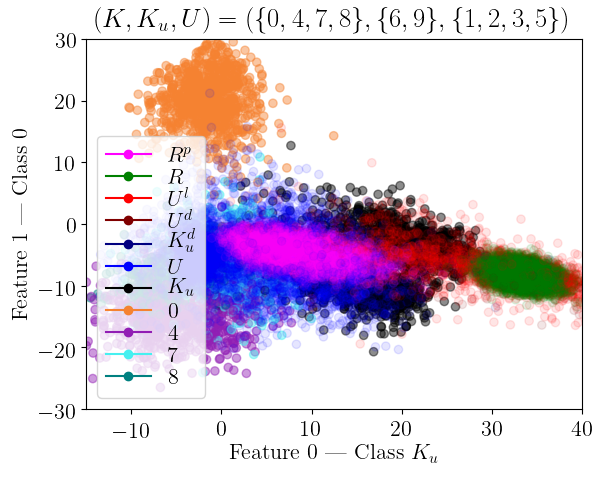 (K, K_u, U) = ({0, 4, 7, 8}, {6, 9}, {1, 2, 3, 5})
30
20
10
0
−10
−20
−30
Feature 1 — Class 0
R^p
R
U^l
U^d
K_u^d
U
K_u
0
4
7
8
−10
0
10
20
30
40
Feature 0 — Class K_u